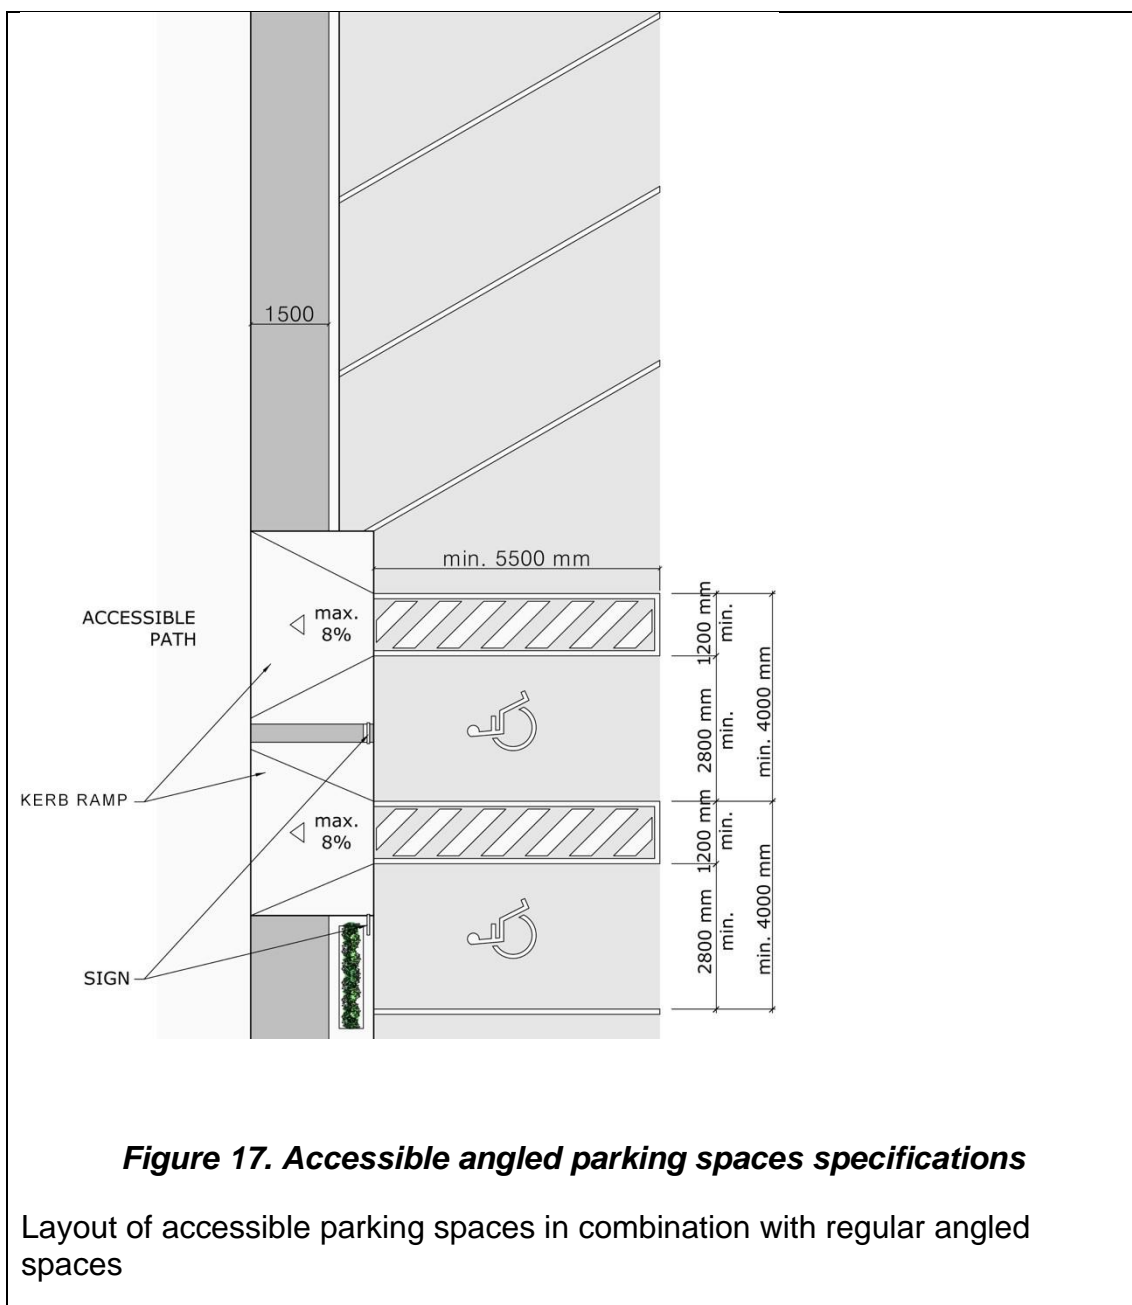 1500
min. 5500 mm
ACCESSIBLE
PATH
max.
8%
1200 mm
min.
2800 mm
min.
min. 4000 mm
KERB RAMP
max.
8%
1200 mm
min.
2800 mm
min.
min. 4000 mm
SIGN
Figure 17. Accessible angled parking spaces specifications
Layout of accessible parking spaces in combination with regular angled
spaces